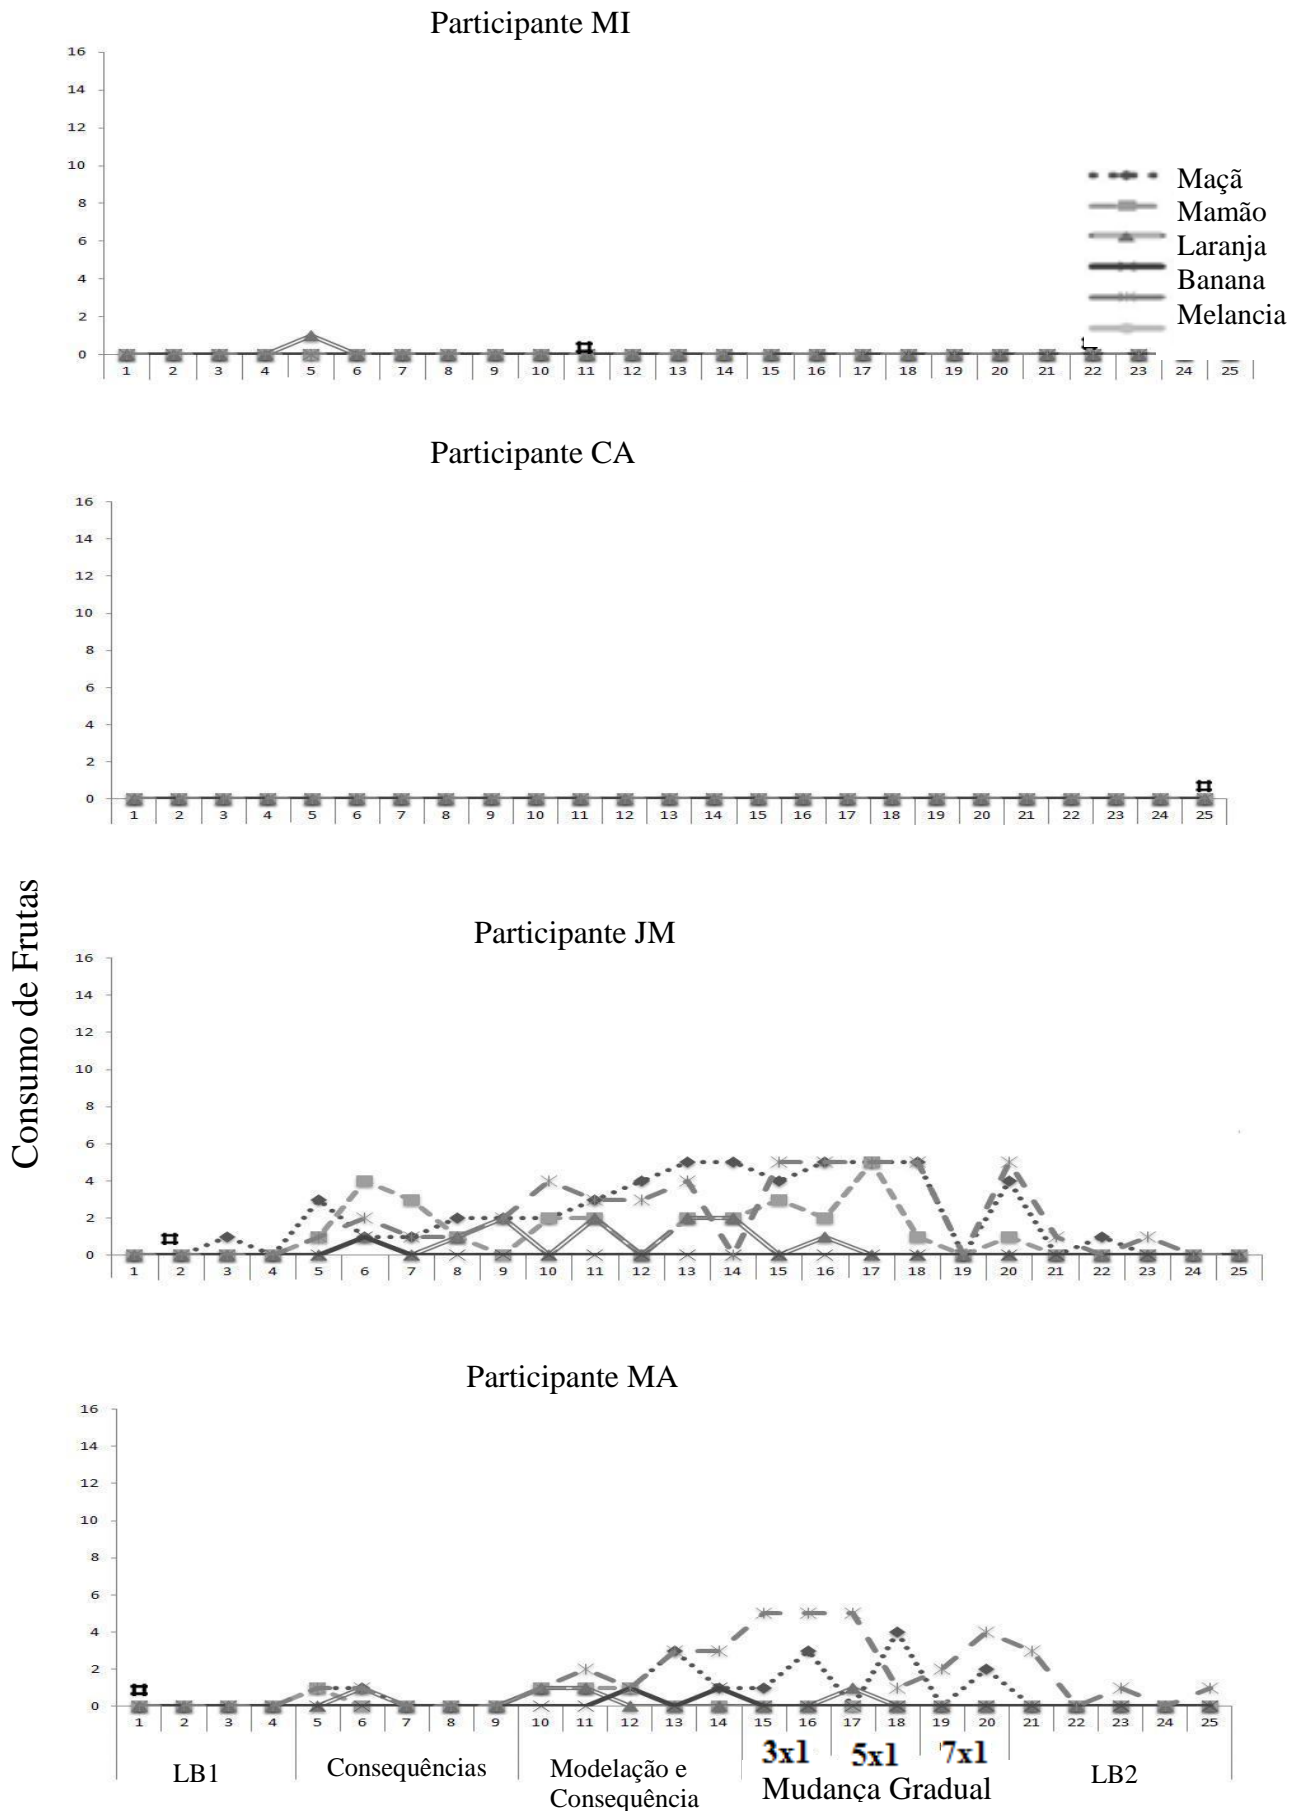 Participante MI
16
14
12
10
8
6
4
2
0
Maçã
Mamão
Laranja
Banana
Melancia
1 2 3 4 5 6 7 8 9 10 11 12 13 14 15 16 17 18 19 20 21 22 23 24 25
Participante CA
16
14
12
10
8
6
4
2
0
1 2 3 4 5 6 7 8 9 10 11 12 13 14 15 16 17 18 19 20 21 22 23 24 25
Consumo de Frutas
Participante JM
16
14
12
10
8
6
4
2
0
1 2 3 4 5 6 7 8 9 10 11 12 13 14 15 16 17 18 19 20 21 22 23 24 25
Participante MA
16
14
12
10
8
6
4
2
0
1 2 3 4 5 6 7 8 9 10 11 12 13 14 15 16 17 18 19 20 21 22 23 24 25
3x1 5x1 7x1
LB1 Consequências Modelação e
Consequência
Mudança Gradual LB2